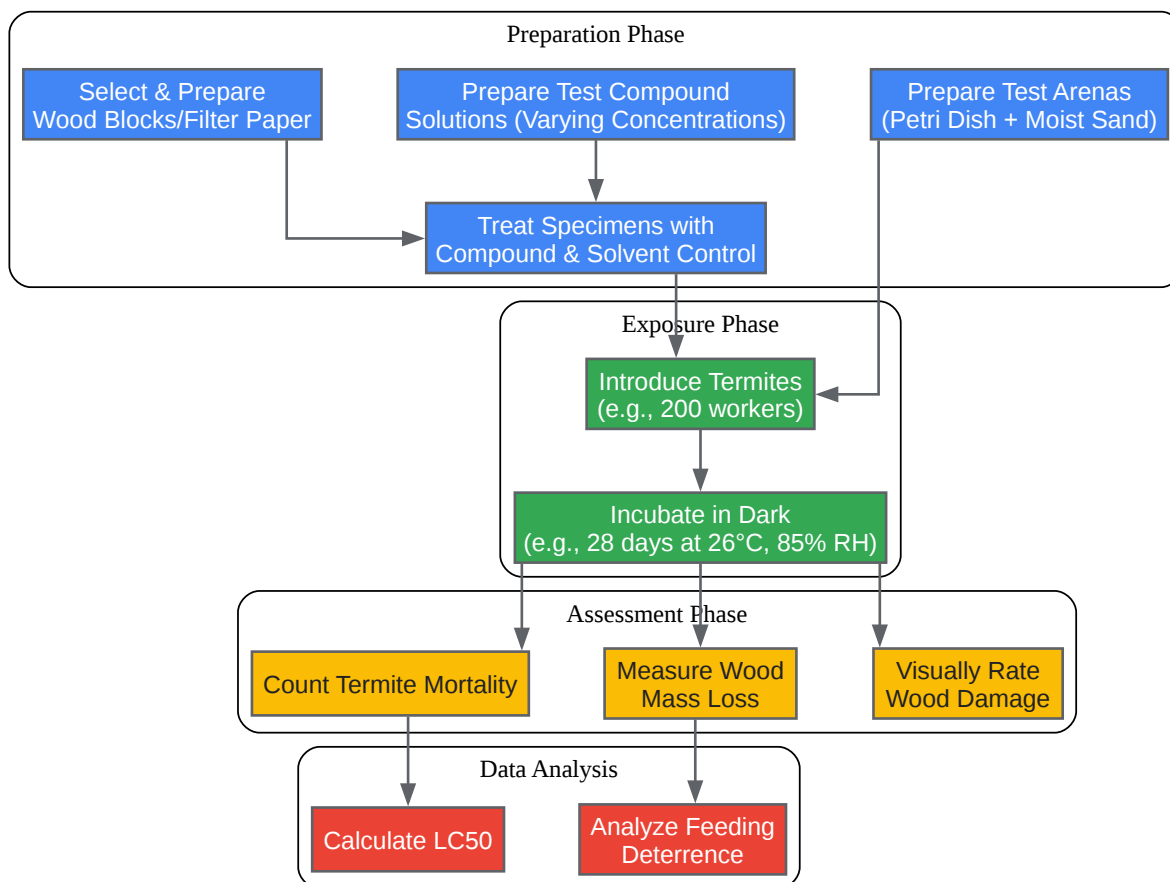 Preparation Phase
Select & Prepare
Wood Blocks/Filter Paper
Prepare Test Compound
Solutions (Varying Concentrations)
Prepare Test Arenas
(Petri Dish + Moist Sand)
Treat Specimens with
Compound & Solvent Control
Exposure Phase
Introduce Termites
(e.g., 200 workers)
Incubate in Dark
(e.g., 28 days at 26°C, 85% RH)
Assessment Phase
Count Termite Mortality
Measure Wood
Mass Loss
Visually Rate
Wood Damage
Data Analysis
Calculate LC50
Analyze Feeding
Deterrence